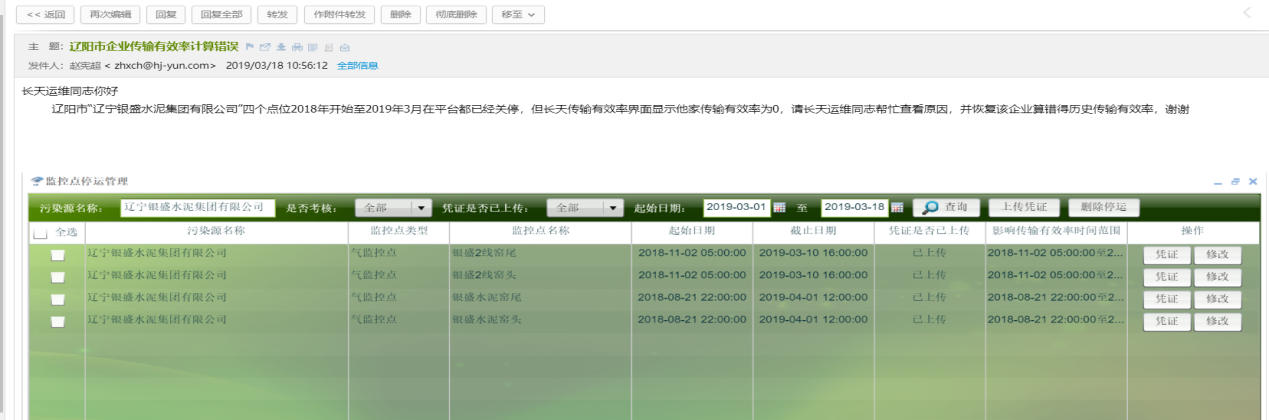 << 返回 再次编辑 回复 回复全部 转发 作附件转发 删除 彻底删除 移至
主 题: 辽阳市企业传输有效率计算错误
发件人: 赵宪超 < zhxch@hj-yun.com> 2019/03/18 10:56:12 全部信息
长天运维同志你好
辽阳市“辽宁银盛水泥集团有限公司”四个点位2018年开始至2019年3月在平台都已经关停，但长天传输有效率界面显示他家传输有效率为0，请长天运维同志帮忙查看原因，并恢复该企业算错得历史传输有效率，谢谢
监控点停运管理
污染源名称: 辽宁银盛水泥集团有限公司 是否考核: 全部 凭证是否已上传: 全部 起始日期: 2019-03-01 至 2019-03-18 查询 上传凭证 删除停运
全选 污染源名称 监控点类型 监控点名称 起始日期 截止日期 凭证是否已上传 影响传输有效率时间范围 操作
辽宁银盛水泥集团有限公司 气监控点 银盛2线窑尾 2018-11-02 05:00:00 2019-03-10 16:00:00 已上传 2018-11-02 05:00:00至2... 凭证 修改
辽宁银盛水泥集团有限公司 气监控点 银盛2线窑头 2018-11-02 05:00:00 2019-03-10 16:00:00 已上传 2018-11-02 05:00:00至2... 凭证 修改
辽宁银盛水泥集团有限公司 气监控点 银盛水泥窑尾 2018-08-21 22:00:00 2019-04-01 12:00:00 已上传 2018-08-21 22:00:00至2... 凭证 修改
辽宁银盛水泥集团有限公司 气监控点 银盛水泥窑头 2018-08-21 22:00:00 2019-04-01 12:00:00 已上传 2018-08-21 22:00:00至2... 凭证 修改